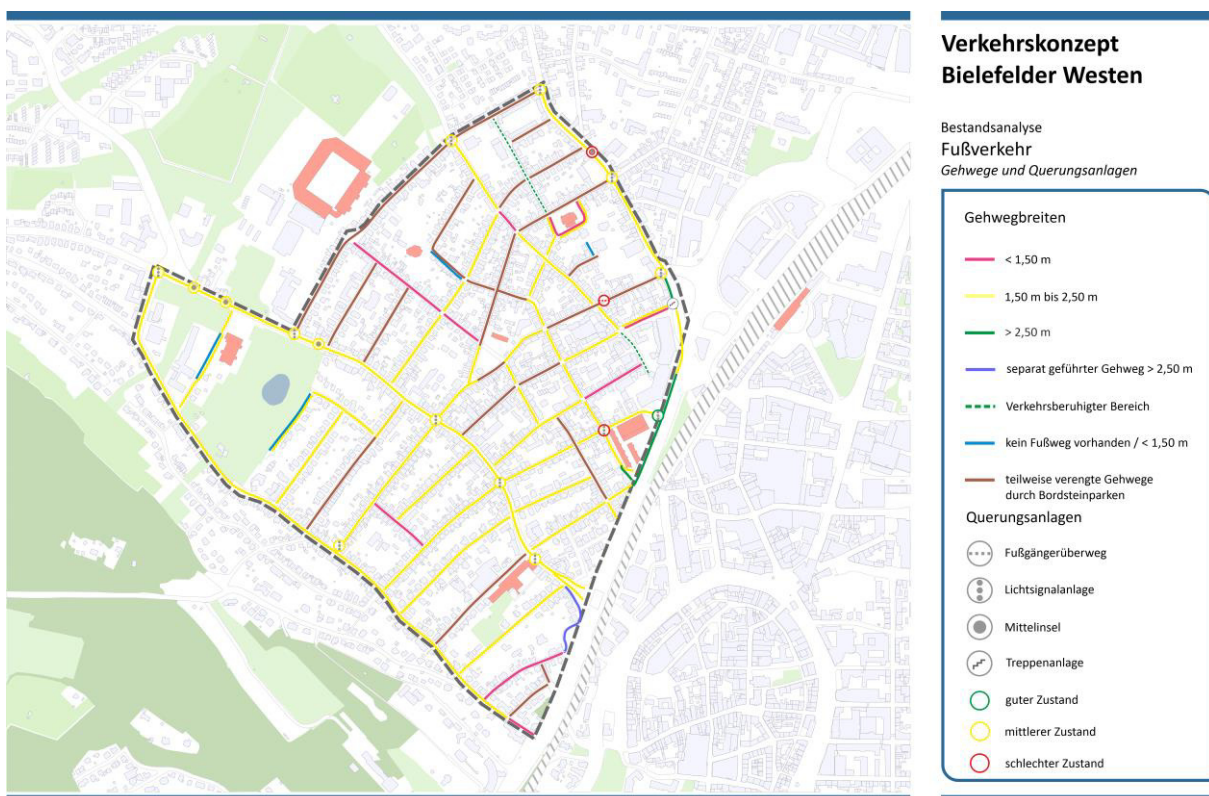 Verkehrskonzept
Bielefelder Westen
Bestandsanalyse
Fußverkehr
Gehwege und Querungsanlagen
Gehwegbreiten
< 1,50 m
1,50 m bis 2,50 m
> 2,50 m
separat geführter Gehweg > 2,50 m
Verkehrsberuhigter Bereich
kein Fußweg vorhanden / < 1,50 m
teilweise verengte Gehwege
durch Bordsteinparken
Querungsanlagen
Fußgängerüberweg
Lichtsignalanlage
Mittelinsel
Treppenanlage
guter Zustand
mittlerer Zustand
schlechter Zustand